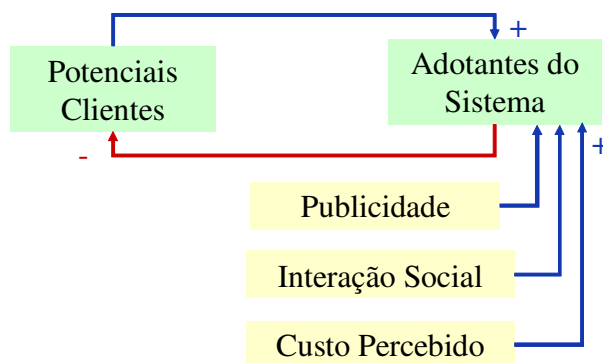 Potenciais
Clientes
+
Adotantes do
Sistema
-
+
Publicidade
Interação Social
Custo Percebido